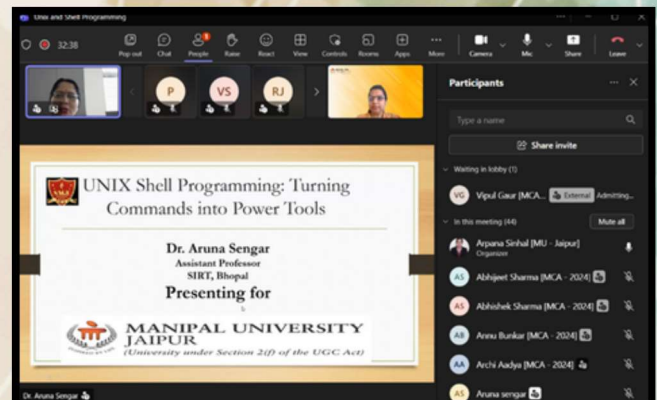 Unix and Shell Programming
32:38
Pop out
Chat
People
Raise
React
View
Controls
Rooms
Apps
More
Camera
Mic
Share
Leave
P
VS
RJ
UNIX Shell Programming: Turning
Commands into Power Tools
Dr. Aruna Sengar
Assistant Professor
SIRT, Bhopal
Presenting for
MANIPAL UNIVERSITY
JAIPUR
(University under Section 2(f) of the UGC Act)
Dr. Aruna Sengar
Participants
Type a name
Share invite
Waiting in lobby (1)
VG Vipul Gaur [MCA... External Admitting...
In this meeting (44) Mute all
Arpana Sinhal [MU - Jaipur]
Organizer
AS Abhijeet Sharma [MCA - 2024]
AS Abhishek Sharma [MCA - 2024]
AB Annu Bunkar [MCA - 2024]
AA Archi Aadya [MCA - 2024]
AS Aruna sengar